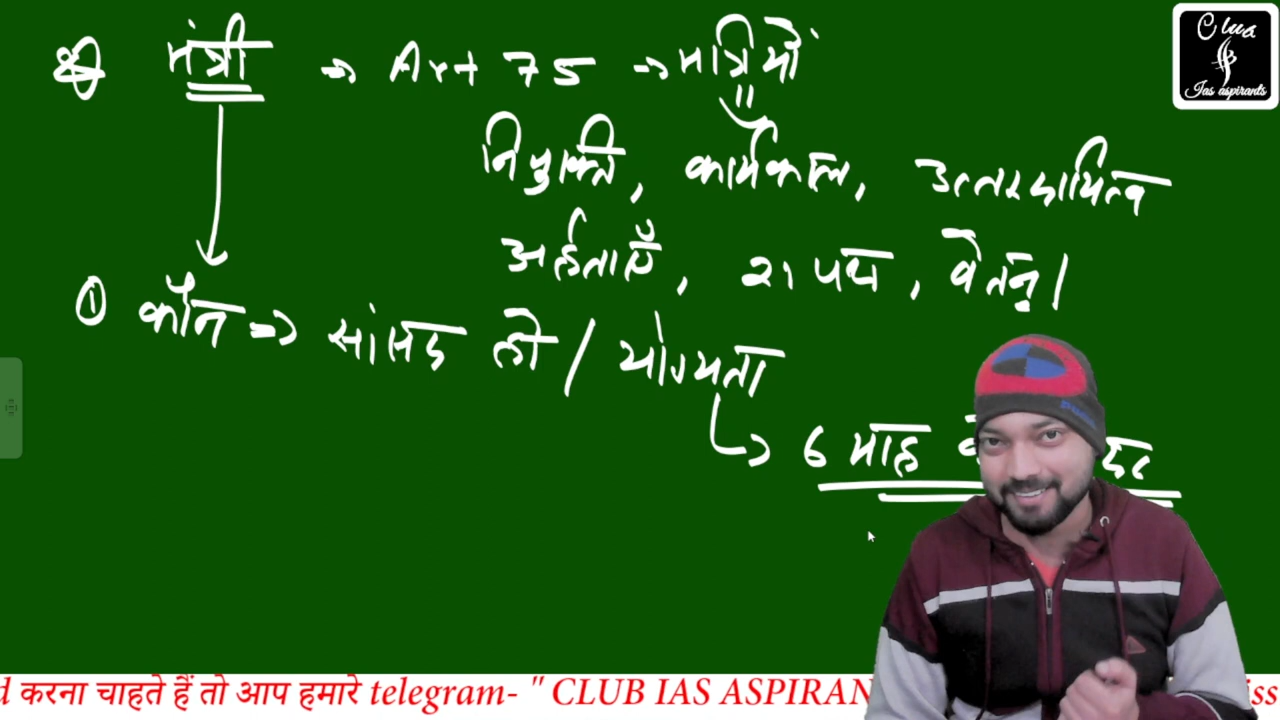 मंत्री → Art 75 → मंत्रियों
नियुक्ति, कार्यकाल, उत्तरदायित्व
अर्हताएँ, शपथ, वेतन।
① कौन ⇒ सांसद हो / योग्यता
6 माह
Clua
Ias aspirants
करना चाहते हैं तो आप हमारे telegram- " CLUB IAS ASPIRAN